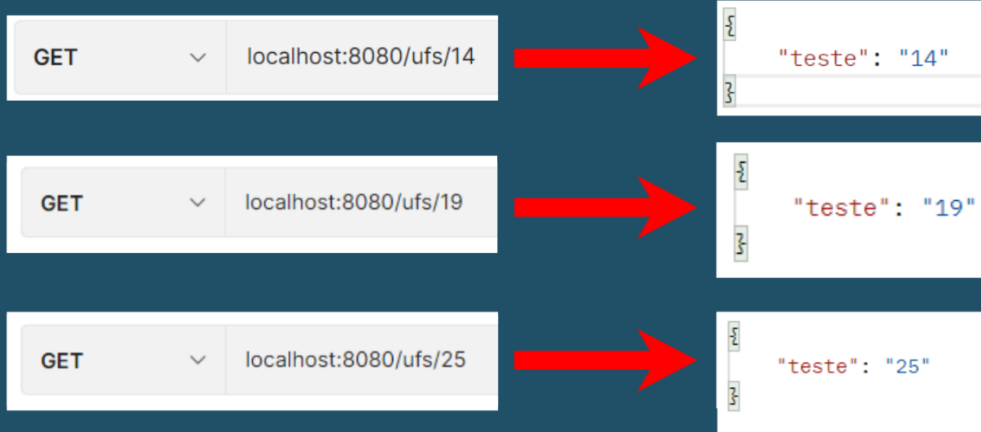 GET localhost:8080/ufs/14
{
"teste": "14"
}
GET localhost:8080/ufs/19
{
"teste": "19"
}
GET localhost:8080/ufs/25
{
"teste": "25"
}